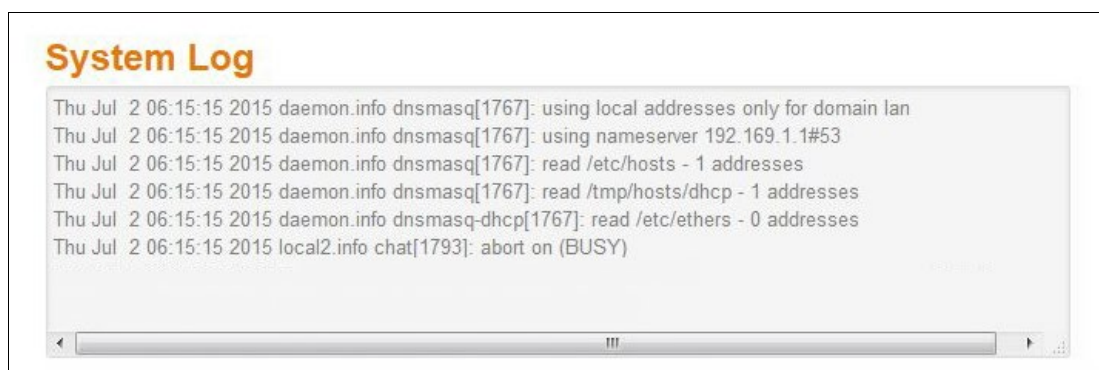 System Log
Thu Jul  2 06:15:15 2015 daemon.info dnsmasq[1767]: using local addresses only for domain lan
Thu Jul  2 06:15:15 2015 daemon.info dnsmasq[1767]: using nameserver 192.169.1.1#53
Thu Jul  2 06:15:15 2015 daemon.info dnsmasq[1767]: read /etc/hosts - 1 addresses
Thu Jul  2 06:15:15 2015 daemon.info dnsmasq[1767]: read /tmp/hosts/dhcp - 1 addresses
Thu Jul  2 06:15:15 2015 daemon.info dnsmasq-dhcp[1767]: read /etc/ethers - 0 addresses
Thu Jul  2 06:15:15 2015 local2.info chat[1793]: abort on (BUSY)